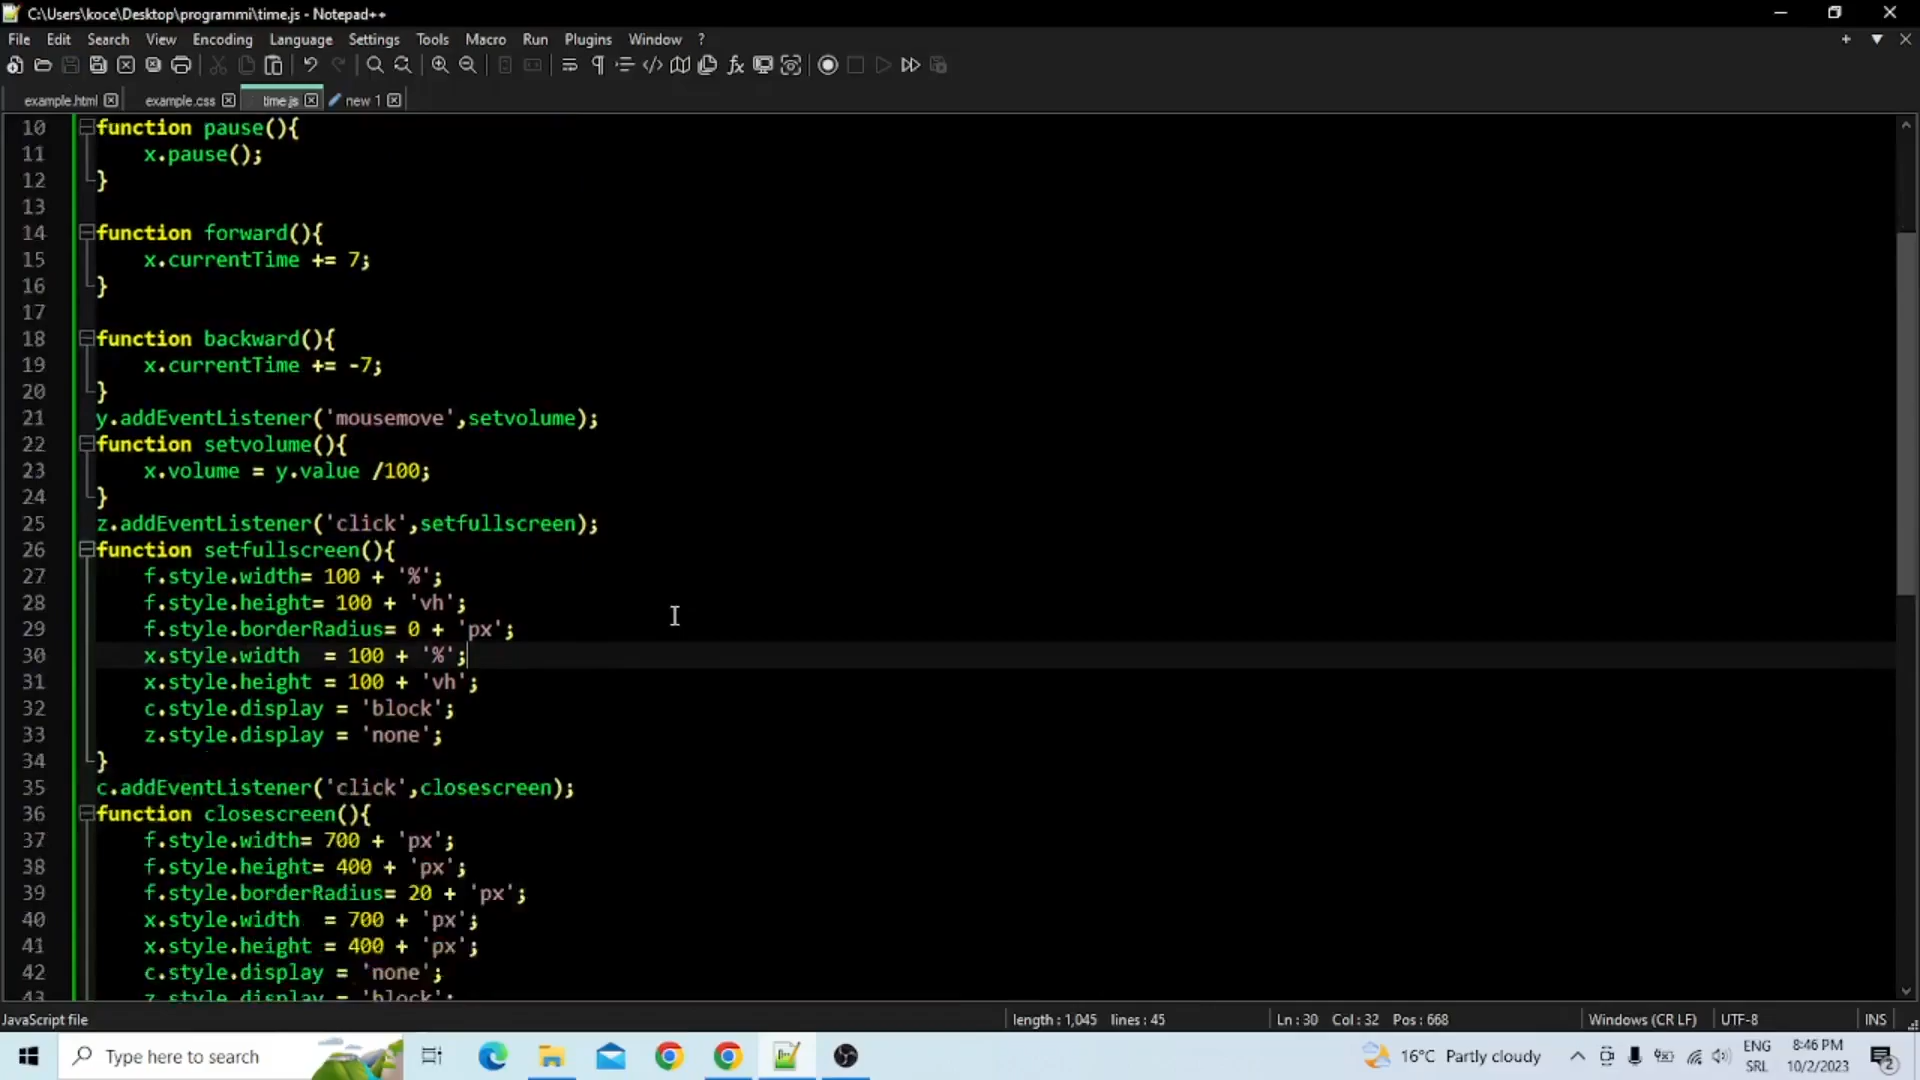 C:\Users\koce\Desktop\programmi\time.js - Notepad++
File Edit Search View Encoding Language Settings Tools Macro Run Plugins Window ?
example.html example.css time.js new 1
10 function pause(){
11 x.pause();
12 }
13
14 function forward(){
15 x.currentTime += 7;
16 }
17
18 function backward(){
19 x.currentTime += -7;
20 }
21 y.addEventListener('mousemove',setvolume);
22 function setvolume(){
23 x.volume = y.value /100;
24 }
25 z.addEventListener('click',setfullscreen);
26 function setfullscreen(){
27 f.style.width= 100 + '%';
28 f.style.height= 100 + 'vh';
29 f.style.borderRadius= 0 + 'px';
30 x.style.width  = 100 + '%';
31 x.style.height = 100 + 'vh';
32 c.style.display = 'block';
33 z.style.display = 'none';
34 }
35 c.addEventListener('click',closescreen);
36 function closescreen(){
37 f.style.width= 700 + 'px';
38 f.style.height= 400 + 'px';
39 f.style.borderRadius= 20 + 'px';
40 x.style.width  = 700 + 'px';
41 x.style.height = 400 + 'px';
42 c.style.display = 'none';
43 z.style.display = 'block';
JavaScript file length : 1,045 lines : 45 Ln : 30 Col : 32 Pos : 668 Windows (CR LF) UTF-8 INS
Type here to search 16°C Partly cloudy ENG 8:46 PM
SRL 10/2/2023 2